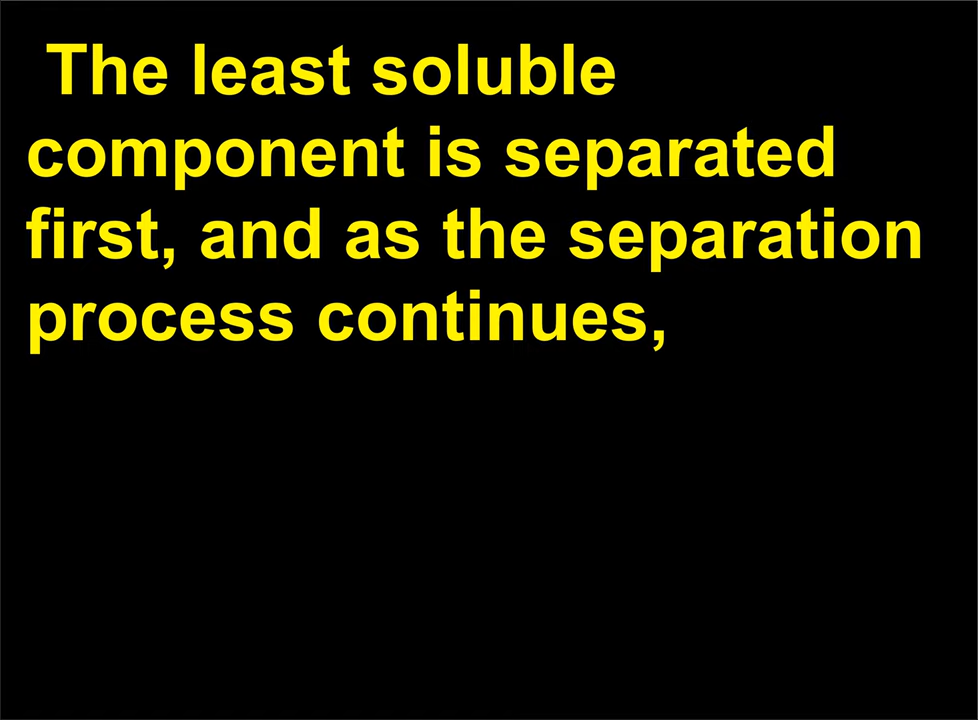 The least soluble
component is separated
first, and as the separation
process continues,